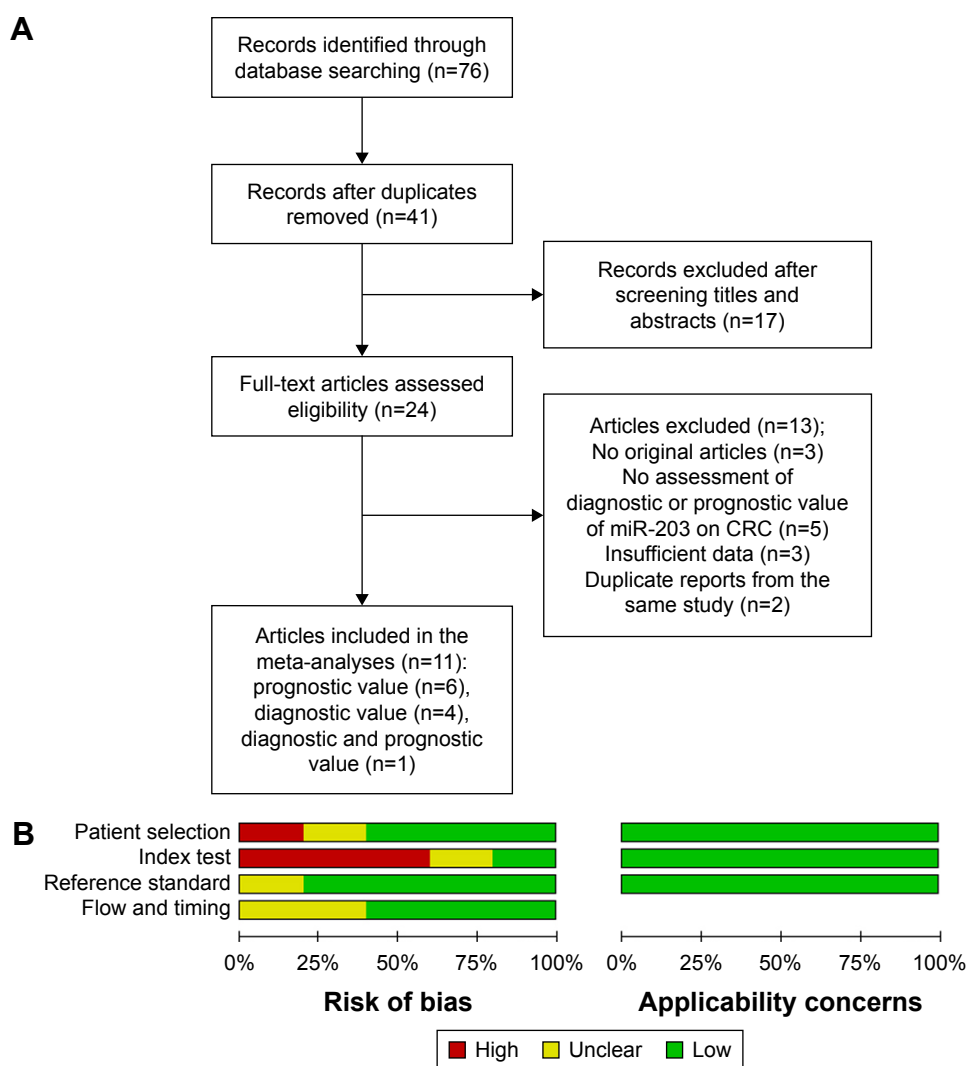 A
Records identified through
database searching (n=76)
Records after duplicates
removed (n=41)
Records excluded after
screening titles and
abstracts (n=17)
Full-text articles assessed
eligibility (n=24)
Articles excluded (n=13);
No original articles (n=3)
No assessment of
diagnostic or prognostic value
of miR-203 on CRC (n=5)
Insufficient data (n=3)
Duplicate reports from the
same study (n=2)
Articles included in the
meta-analyses (n=11):
prognostic value (n=6),
diagnostic value (n=4),
diagnostic and prognostic
value (n=1)
B
Patient selection
Index test
Reference standard
Flow and timing
0% 25% 50% 75% 100%
0% 25% 50% 75% 100%
Risk of bias
Applicability concerns
High Unclear Low